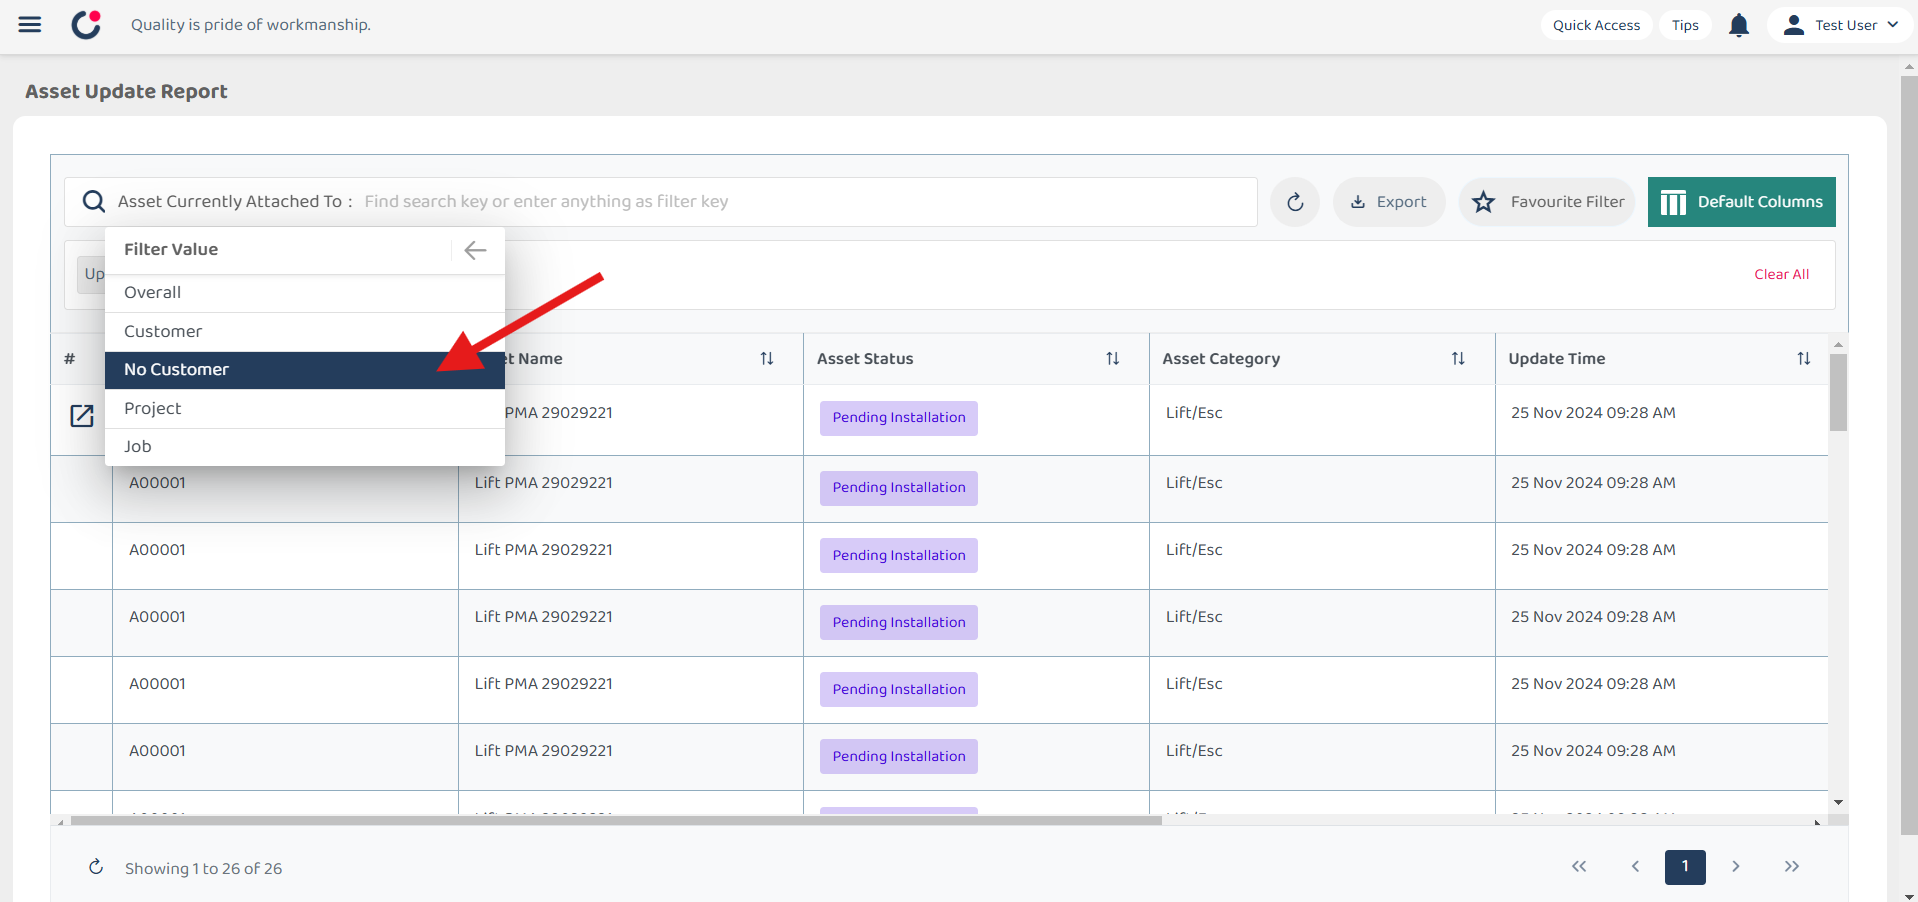 Quality is pride of workmanship.
Quick Access
Tips
Test User
Asset Update Report
Asset Currently Attached To :
Find search key or enter anything as filter key
Export
Favourite Filter
Default Columns
Filter Value
Up
Clear All
Overall
Customer
No Customer
Project
Job
#
Name
Asset Status
Asset Category
Update Time
PMA 29029221
Pending Installation
Lift/Esc
25 Nov 2024 09:28 AM
A00001
Lift PMA 29029221
Pending Installation
Lift/Esc
25 Nov 2024 09:28 AM
A00001
Lift PMA 29029221
Pending Installation
Lift/Esc
25 Nov 2024 09:28 AM
A00001
Lift PMA 29029221
Pending Installation
Lift/Esc
25 Nov 2024 09:28 AM
A00001
Lift PMA 29029221
Pending Installation
Lift/Esc
25 Nov 2024 09:28 AM
A00001
Lift PMA 29029221
Pending Installation
Lift/Esc
25 Nov 2024 09:28 AM
Showing 1 to 26 of 26
1